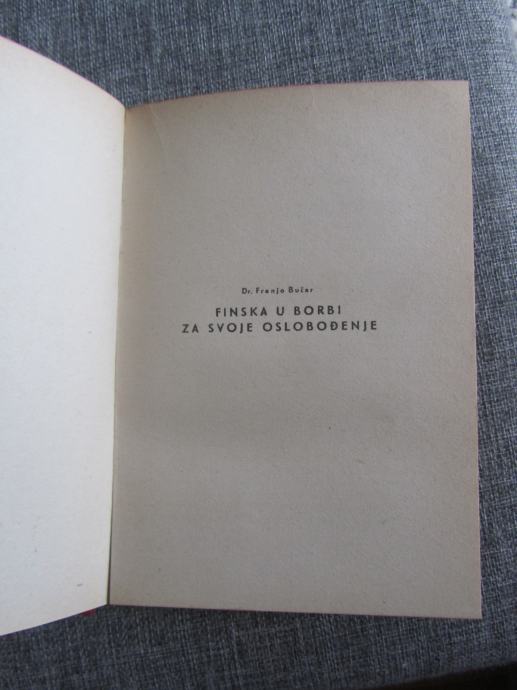 Dr. Franjo Bučar
FINSKA U BORBI
ZA SVOJE OSLOBOĐENJE